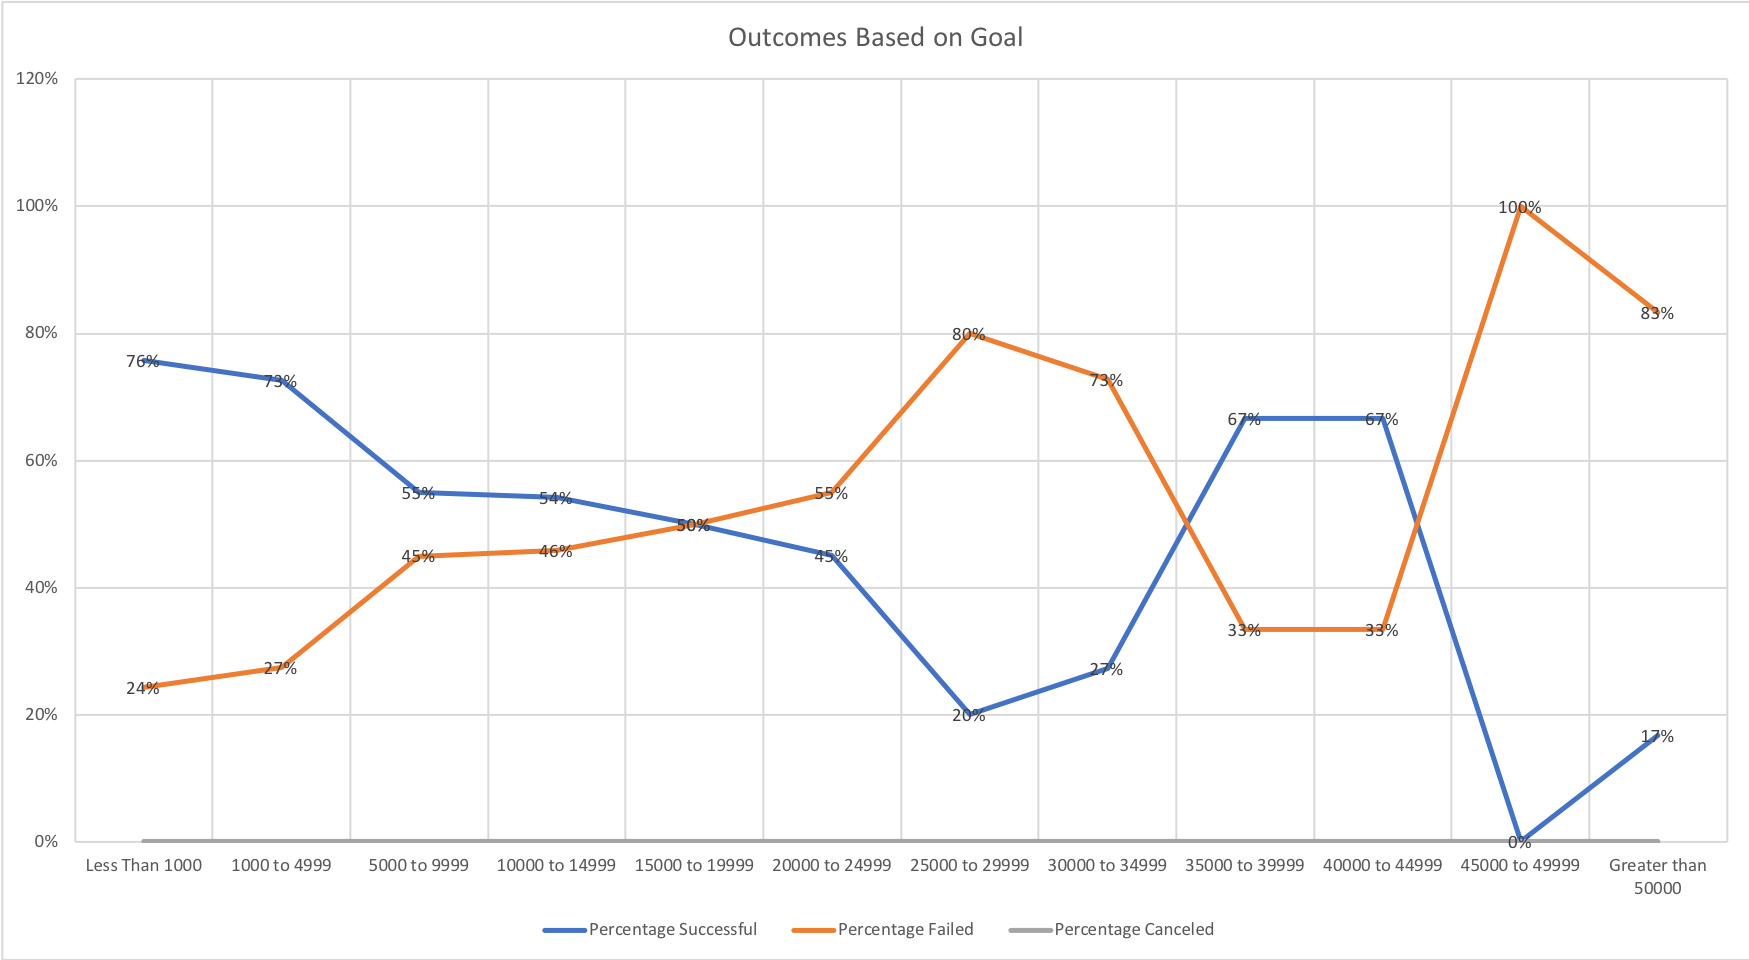 Outcomes Based on Goal
120%
100%
80%
60%
40%
20%
0%
76%
73%
55%
54%
50%
45%
20%
27%
67%
67%
0%
17%
24%
27%
45%
46%
50%
55%
80%
73%
33%
33%
100%
83%
Less Than 1000
1000 to 4999
5000 to 9999
10000 to 14999
15000 to 19999
20000 to 24999
25000 to 29999
30000 to 34999
35000 to 39999
40000 to 44999
45000 to 49999
Greater than
50000
Percentage Successful
Percentage Failed
Percentage Canceled